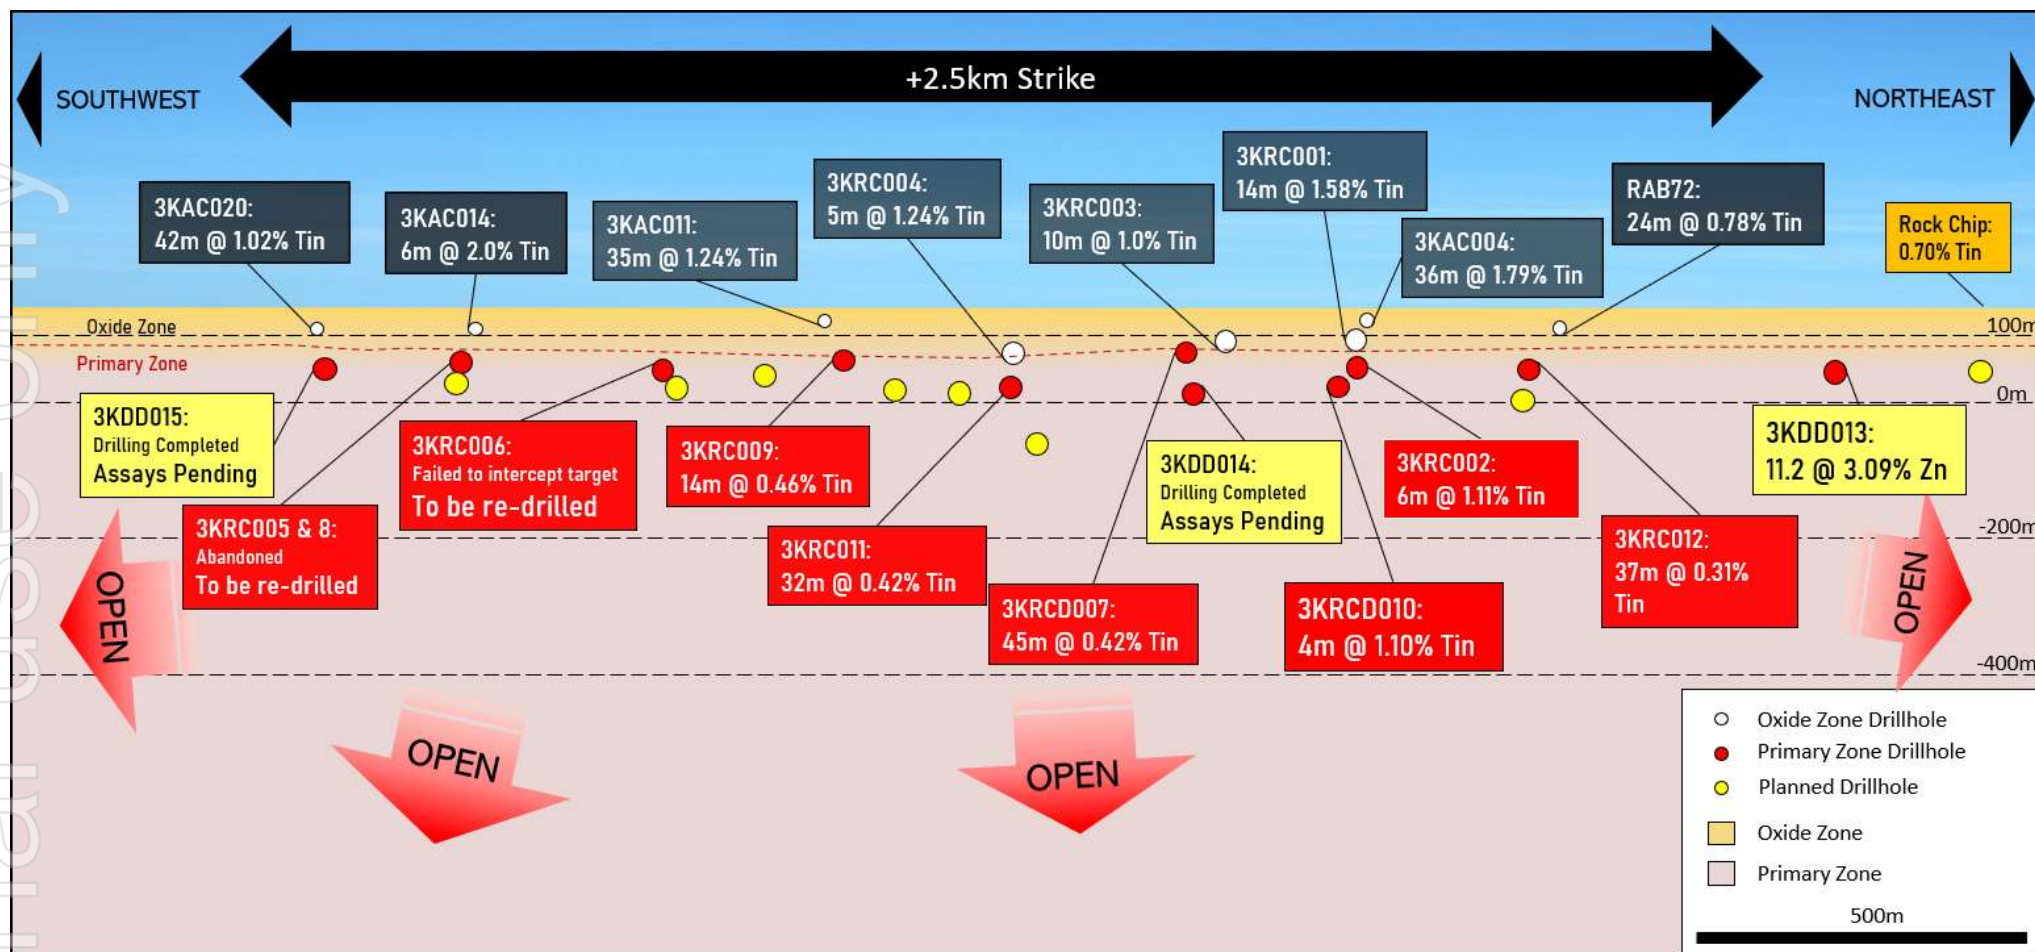 +2.5km Strike
SOUTHWEST
NORTHEAST
3KAC020:
42m @ 1.02% Tin
3KAC014:
6m @ 2.0% Tin
3KAC011:
35m @ 1.24% Tin
3KRC004:
5m @ 1.24% Tin
3KRC003:
10m @ 1.0% Tin
3KRC001:
14m @ 1.58% Tin
3KAC004:
36m @ 1.79% Tin
RAB72:
24m @ 0.78% Tin
Rock Chip:
0.70% Tin
Oxide Zone
100m
Primary Zone
0m
3KDD015:
Drilling Completed
Assays Pending
3KRC005 & 8:
Abandoned
To be re-drilled
3KRC006:
Failed to intercept target
To be re-drilled
3KRC009:
14m @ 0.46% Tin
3KRC011:
32m @ 0.42% Tin
3KRCD007:
45m @ 0.42% Tin
3KDD014:
Drilling Completed
Assays Pending
3KRCD010:
4m @ 1.10% Tin
3KRC002:
6m @ 1.11% Tin
3KRC012:
37m @ 0.31%
Tin
3KDD013:
11.2 @ 3.09% Zn
-200m
-400m
OPEN
OPEN
OPEN
OPEN
Oxide Zone Drillhole
Primary Zone Drillhole
Planned Drillhole
Oxide Zone
Primary Zone
500m